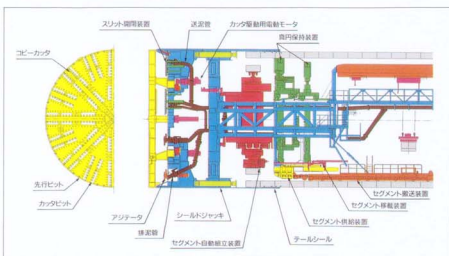 スリット開閉装置
送泥管
カッタ駆動用電動モータ
真円保持装置
コピーカッタ
先行ビット
カッタビット
アジテータ
排泥管
シールドジャッキ
セグメント自動組立装置
テールシール
セグメント供給装置
セグメント移載装置
セグメント搬送装置